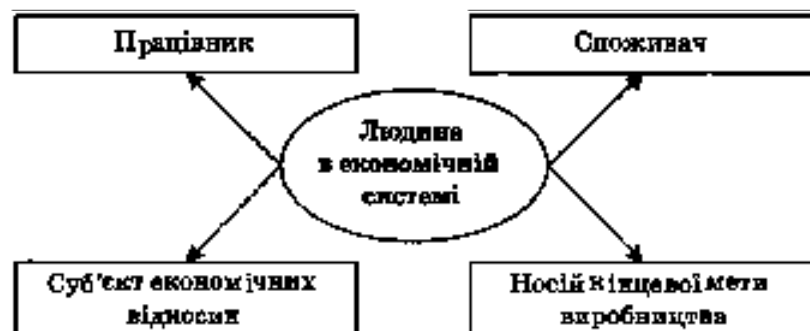 Працівник
Споживач
Людина
в економічній
системі
Суб'єкт економічних
відносин
Носій кінцевої мети
виробництва